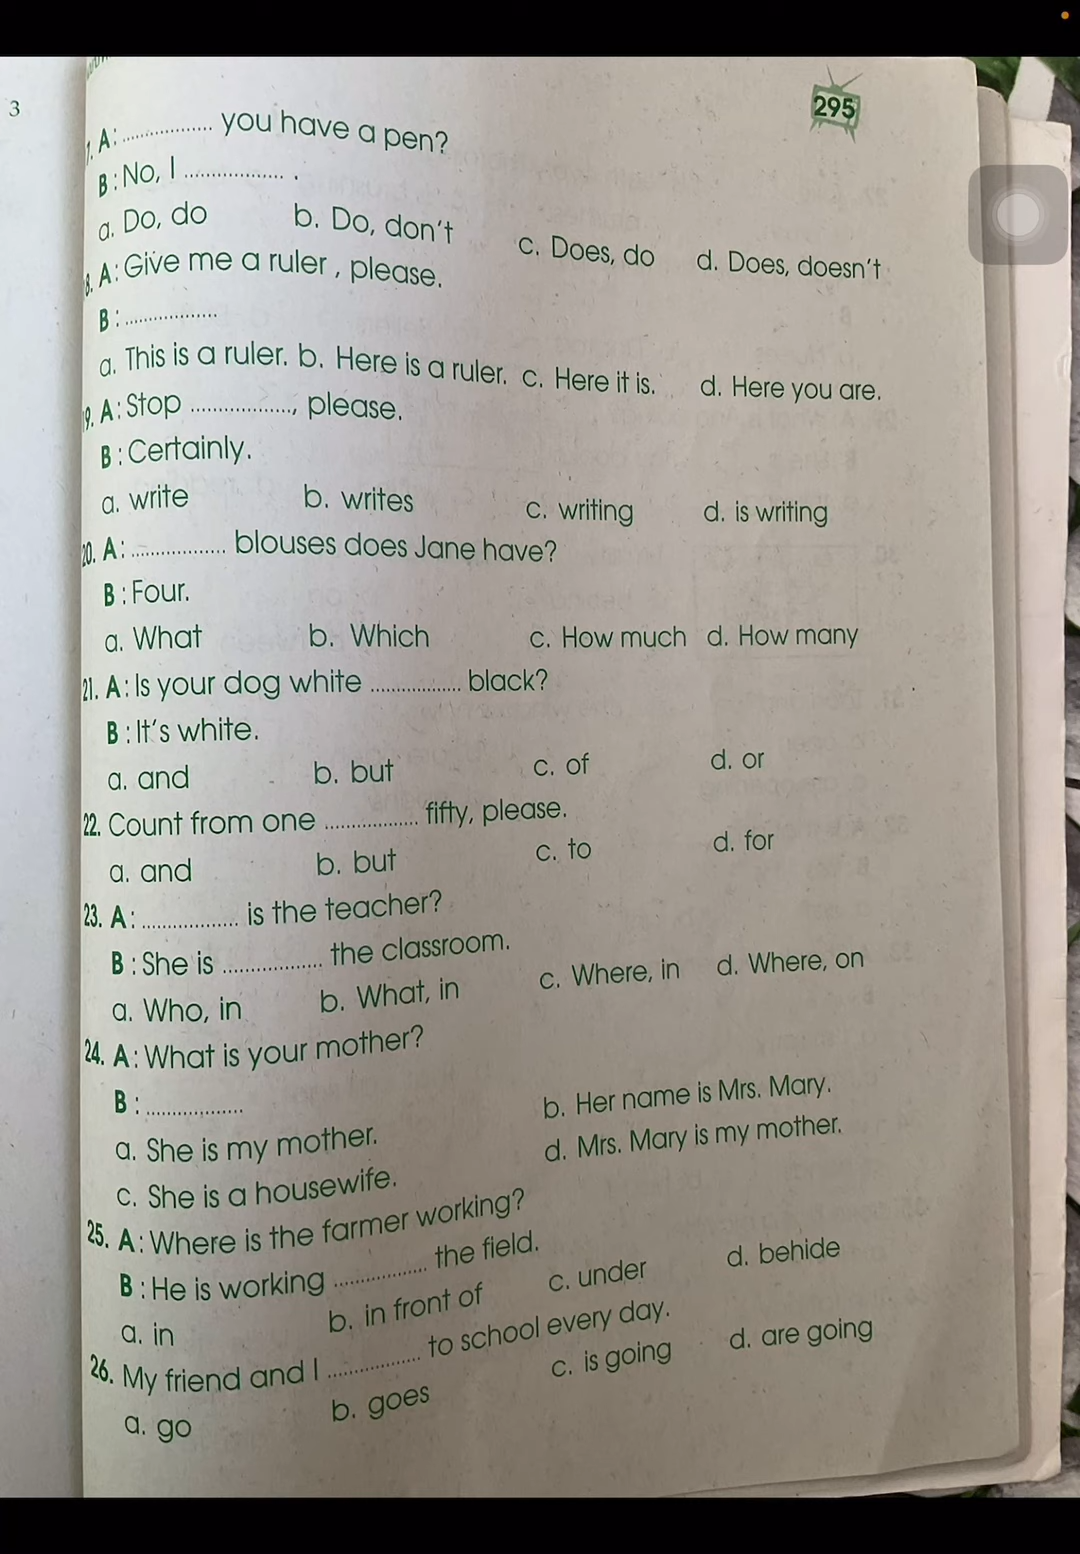 3
295
7. A: ................ you have a pen?
B : No, I ................ .
a. Do, do b. Do, don't c. Does, do d. Does, doesn't
8. A: Give me a ruler , please.
B : ................
a. This is a ruler. b. Here is a ruler. c. Here it is. d. Here you are.
19. A : Stop ................, please.
B : Certainly.
a. write b. writes c. writing d. is writing
20. A : ................ blouses does Jane have?
B : Four.
a. What b. Which c. How much d. How many
21. A : Is your dog white ................ black?
B : It's white.
a. and b. but c. of d. or
22. Count from one ................ fifty, please.
a. and b. but c. to d. for
23. A : ................ is the teacher?
B : She is ................ the classroom.
a. Who, in b. What, in c. Where, in d. Where, on
24. A : What is your mother?
B : ................
a. She is my mother. b. Her name is Mrs. Mary.
c. She is a housewife. d. Mrs. Mary is my mother.
25. A : Where is the farmer working?
B : He is working ................ the field.
a. in b. in front of c. under d. behide
26. My friend and I ................ to school every day.
a. go b. goes c. is going d. are going